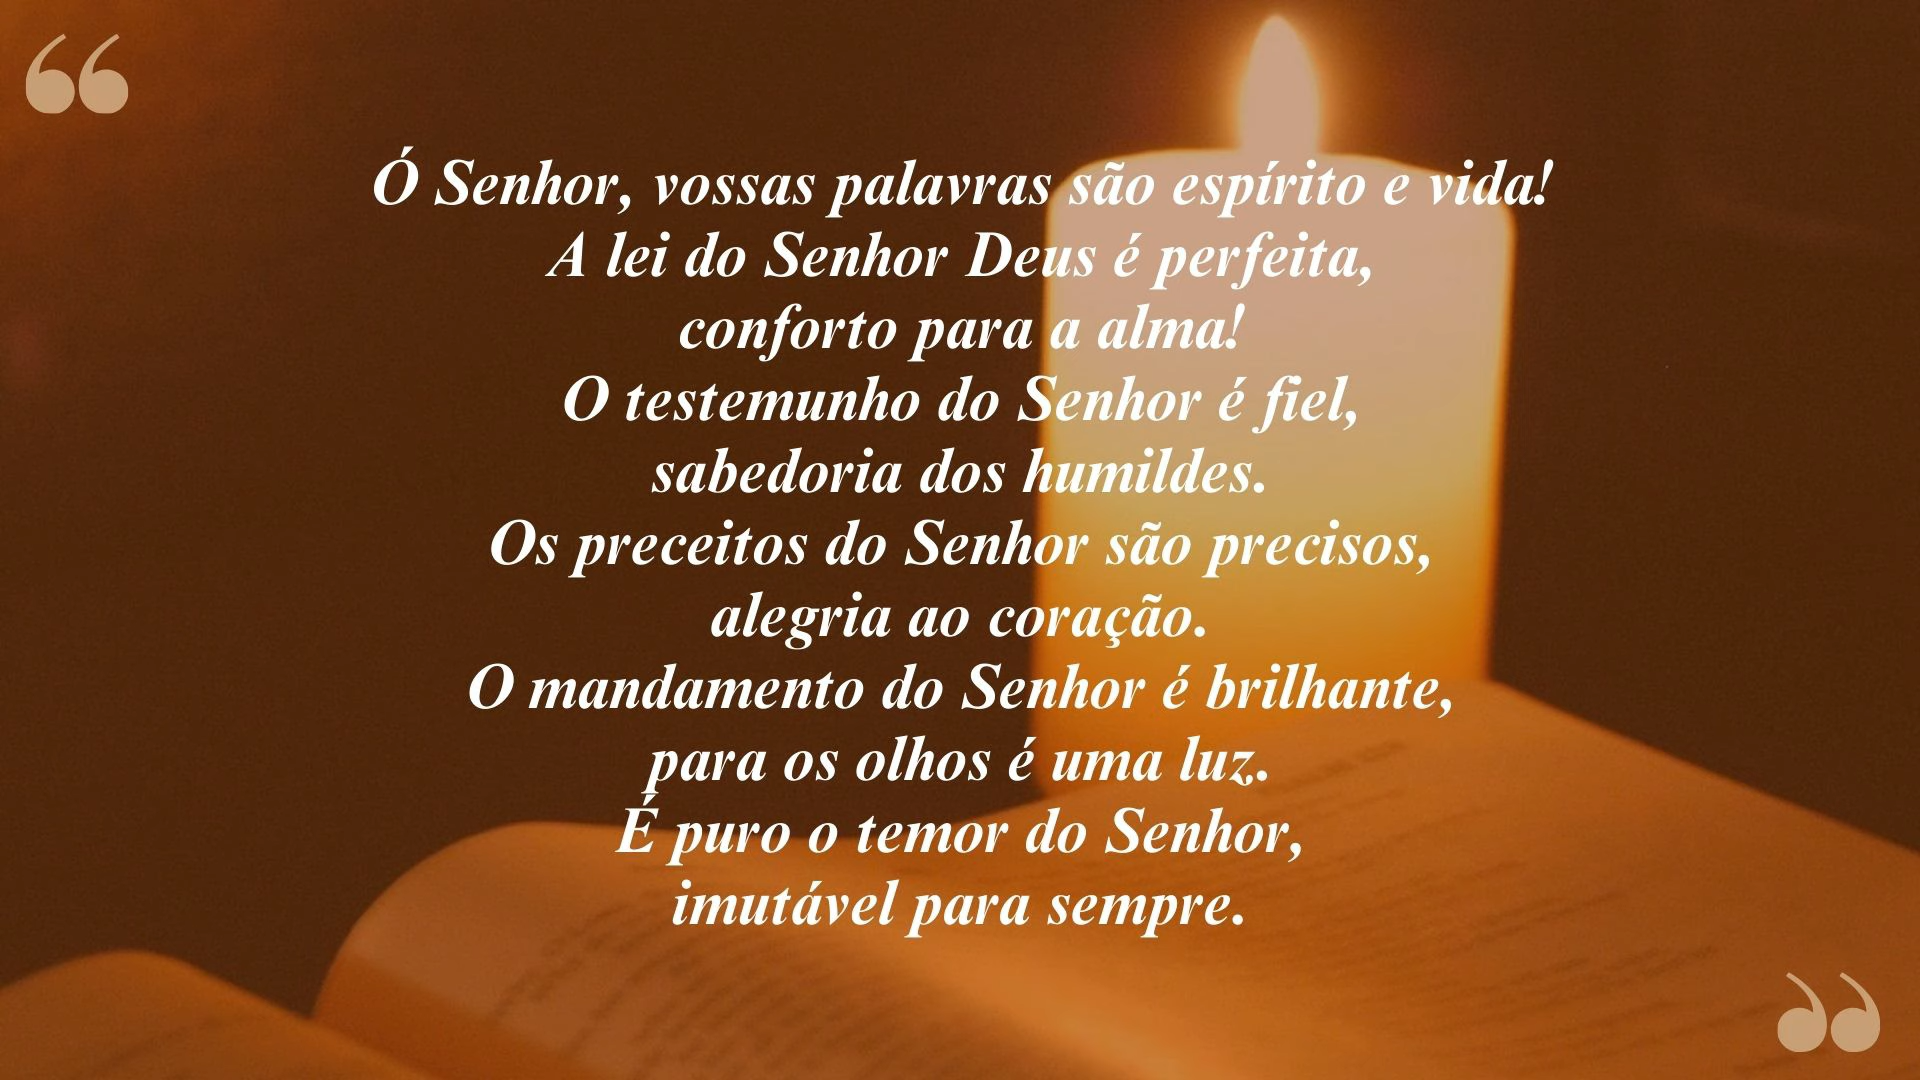 Ó Senhor, vossas palavras são espírito e vida!
A lei do Senhor Deus é perfeita,
conforto para a alma!
O testemunho do Senhor é fiel,
sabedoria dos humildes.
Os preceitos do Senhor são precisos,
alegria ao coração.
O mandamento do Senhor é brilhante,
para os olhos é uma luz.
É puro o temor do Senhor,
imutável para sempre.